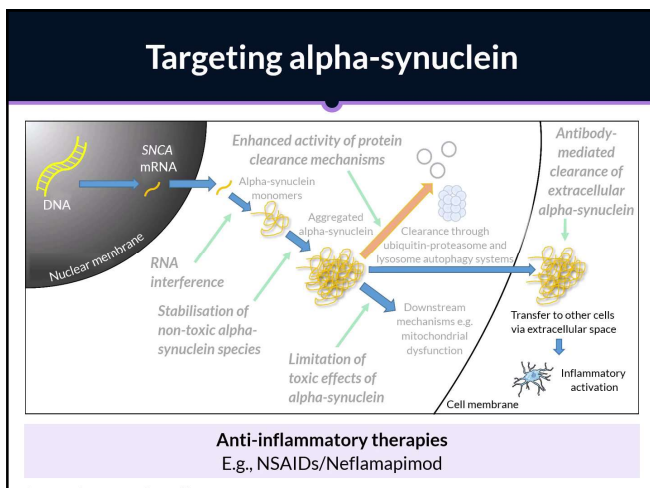 Targeting alpha-synuclein
Enhanced activity of protein
clearance mechanisms
Antibody-
mediated
clearance of
extracellular
alpha-synuclein
SNCA
mRNA
DNA
Alpha-synuclein
monomers
Aggregated
alpha-synuclein
Clearance through
ubiquitin-proteasome and
lysosome autophagy systems
Nuclear membrane
RNA
interference
Stabilisation of
non-toxic alpha-
synuclein species
Limitation of
toxic effects of
alpha-synuclein
Downstream
mechanisms e.g.
mitochondrial
dysfunction
Transfer to other cells
via extracellular space
Inflammatory
activation
Cell membrane
Anti-inflammatory therapies
E.g., NSAIDs/Neflamapimod